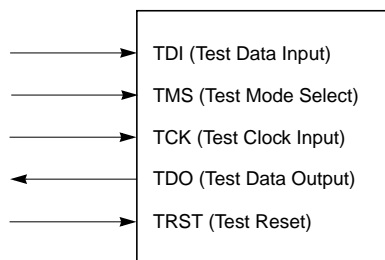 TDI (Test Data Input)
TMS (Test Mode Select)
TCK (Test Clock Input)
TDO (Test Data Output)
TRST (Test Reset)